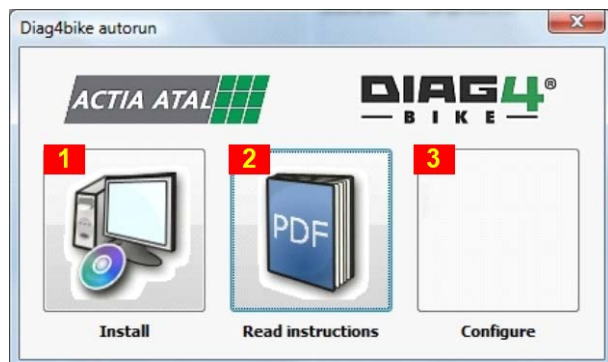 Diag4bike autorun
ACTIA ATAL
DIAG4®
BIKE
1
2
3
PDF
Install
Read instructions
Configure